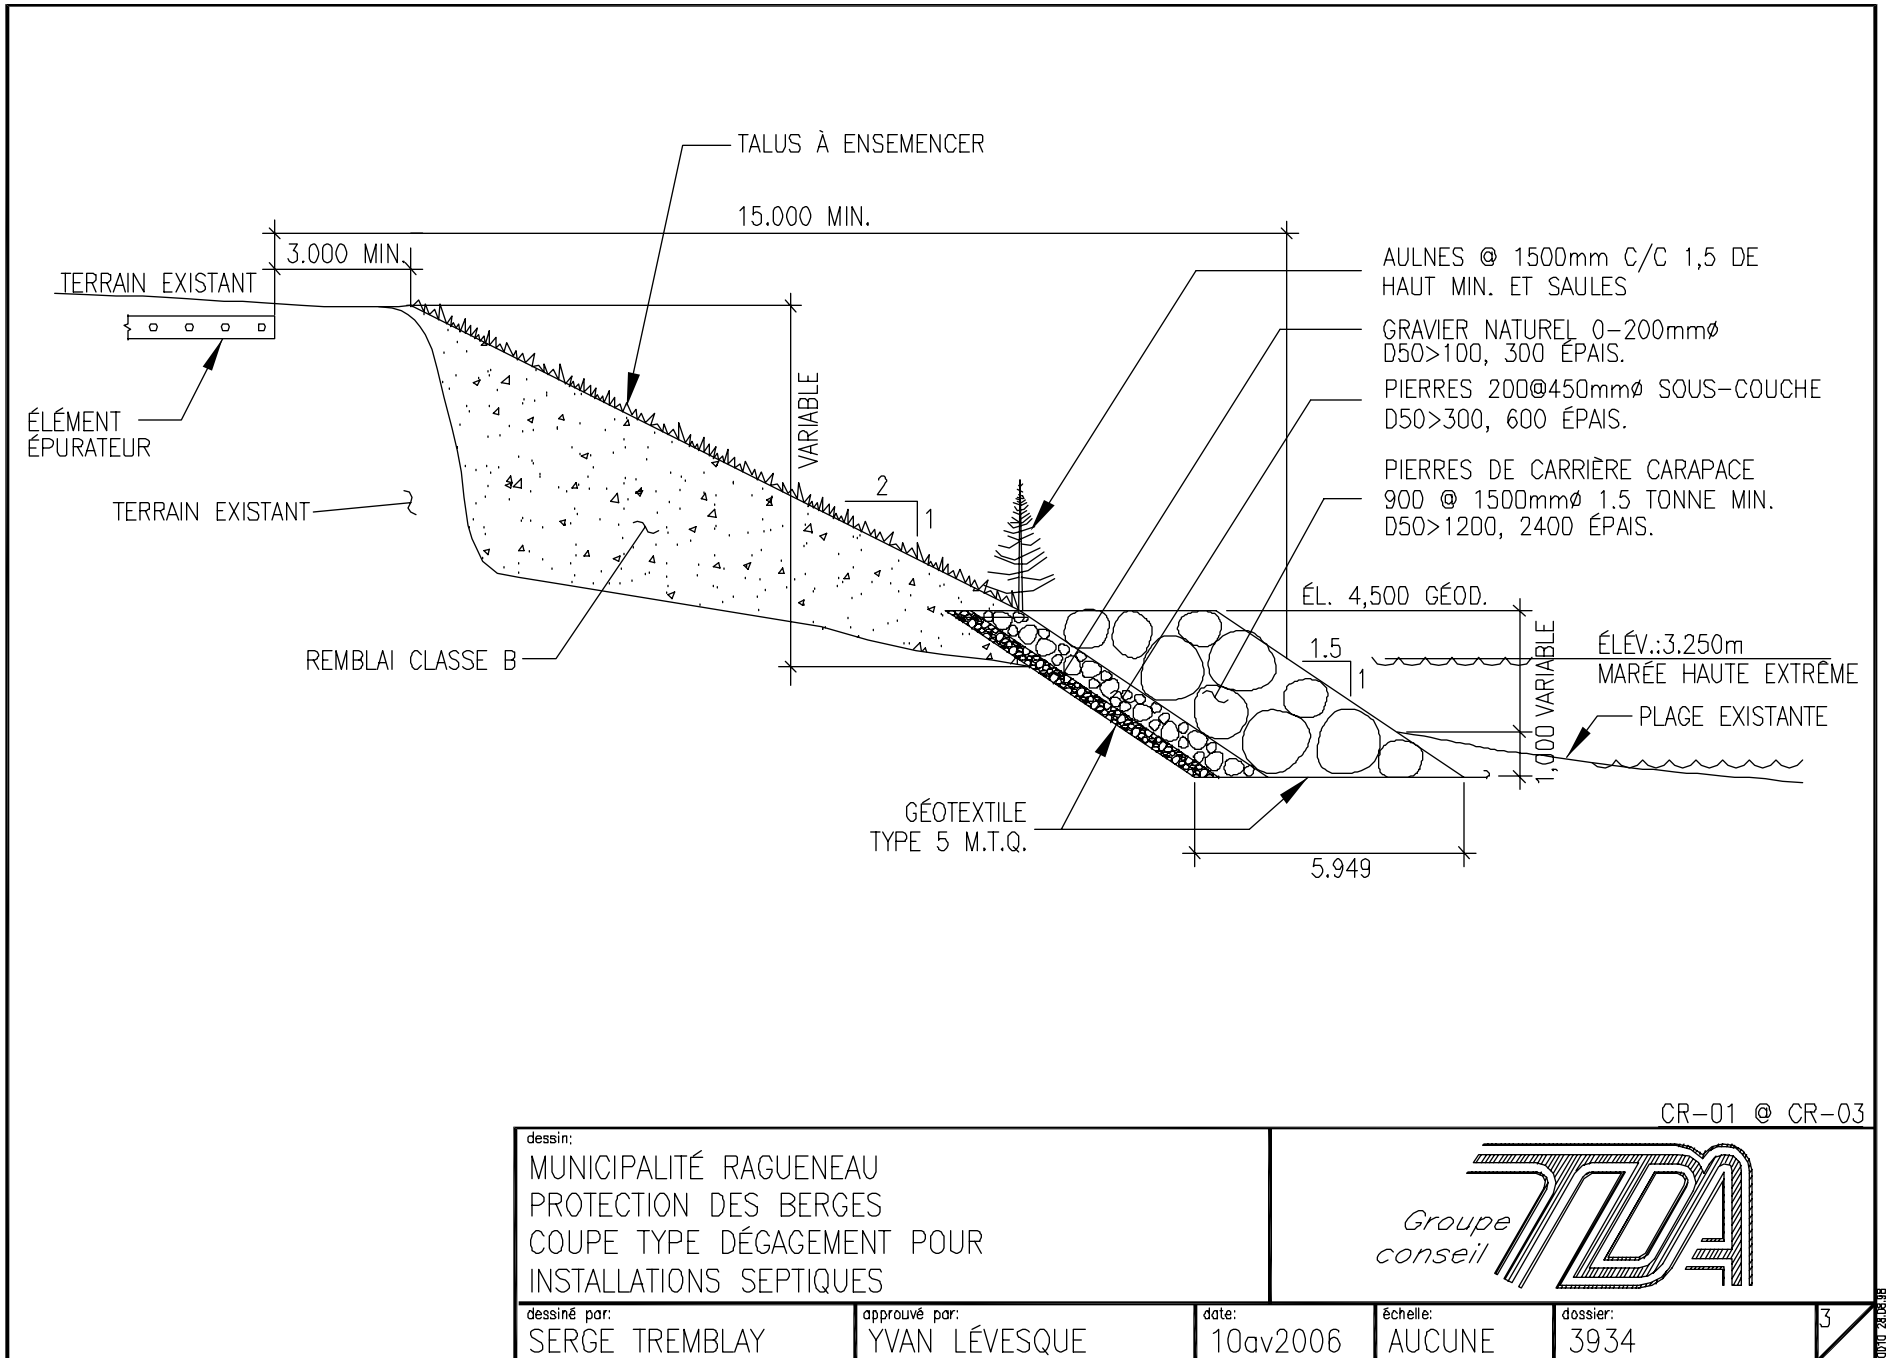 TALUS À ENSEMENCER
15.000 MIN.
3.000 MIN.
TERRAIN EXISTANT
ÉLÉMENT
ÉPURATEUR
TERRAIN EXISTANT
REMBLAI CLASSE B
VARIABLE
2
1
AULNES @ 1500mm C/C 1,5 DE
HAUT MIN. ET SAULES
GRAVIER NATUREL 0-200mmø
D50>100, 300 ÉPAIS.
PIERRES 200@450mmø SOUS-COUCHE
D50>300, 600 ÉPAIS.
PIERRES DE CARRIÈRE CARAPACE
900 @ 1500mmø 1.5 TONNE MIN.
D50>1200, 2400 ÉPAIS.
ÉL. 4,500 GÉOD.
1.5
1
VARIABLE
1,000
ÉLÉV.:3.250m
MARÉE HAUTE EXTRÊME
PLAGE EXISTANTE
GÉOTEXTILE
TYPE 5 M.T.Q.
5.949
CR-01 @ CR-03
dessin:
MUNICIPALITÉ RAGUENEAU
PROTECTION DES BERGES
COUPE TYPE DÉGAGEMENT POUR
INSTALLATIONS SEPTIQUES
Groupe
conseil
TDA
dessiné par:
SERGE TREMBLAY
approuvé par:
YVAN LÉVESQUE
date:
10av2006
échelle:
AUCUNE
dossier:
3934
3
28.08.98